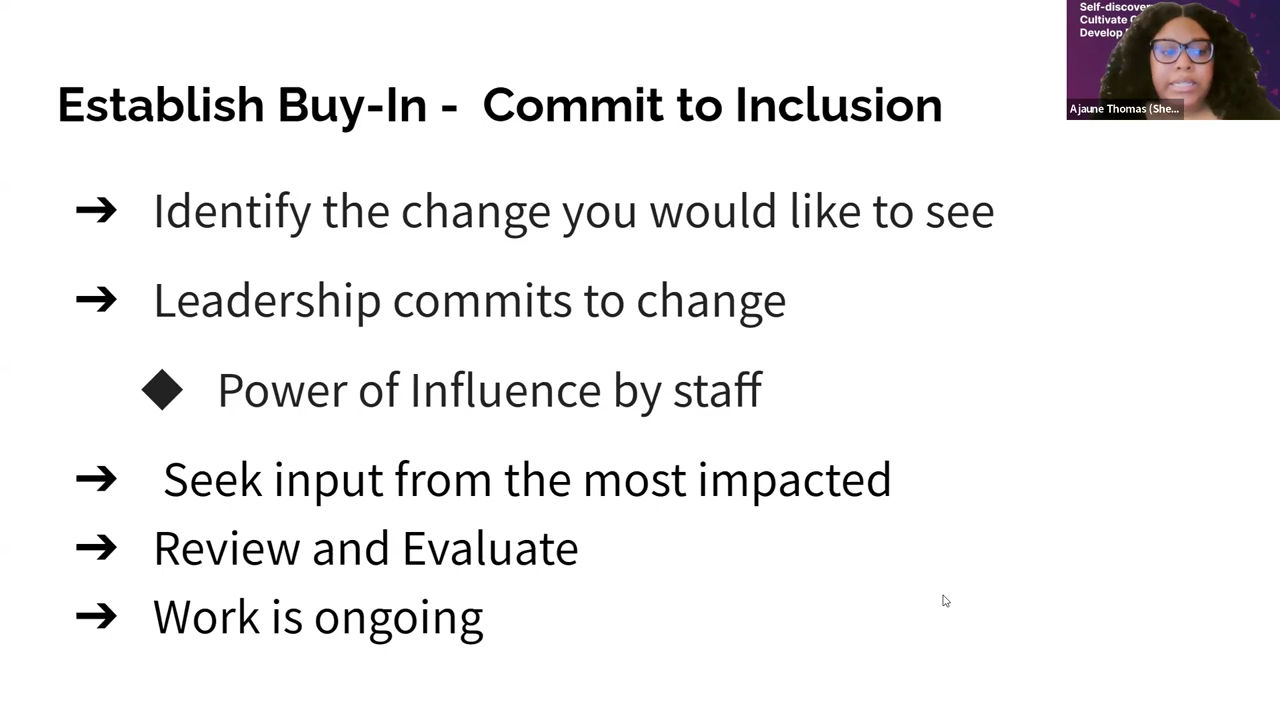 Self-discover
Cultivate
Develop
Ajaune Thomas (She...
Establish Buy-In - Commit to Inclusion
➔ Identify the change you would like to see
➔ Leadership commits to change
◆ Power of Influence by staff
➔ Seek input from the most impacted
➔ Review and Evaluate
➔ Work is ongoing